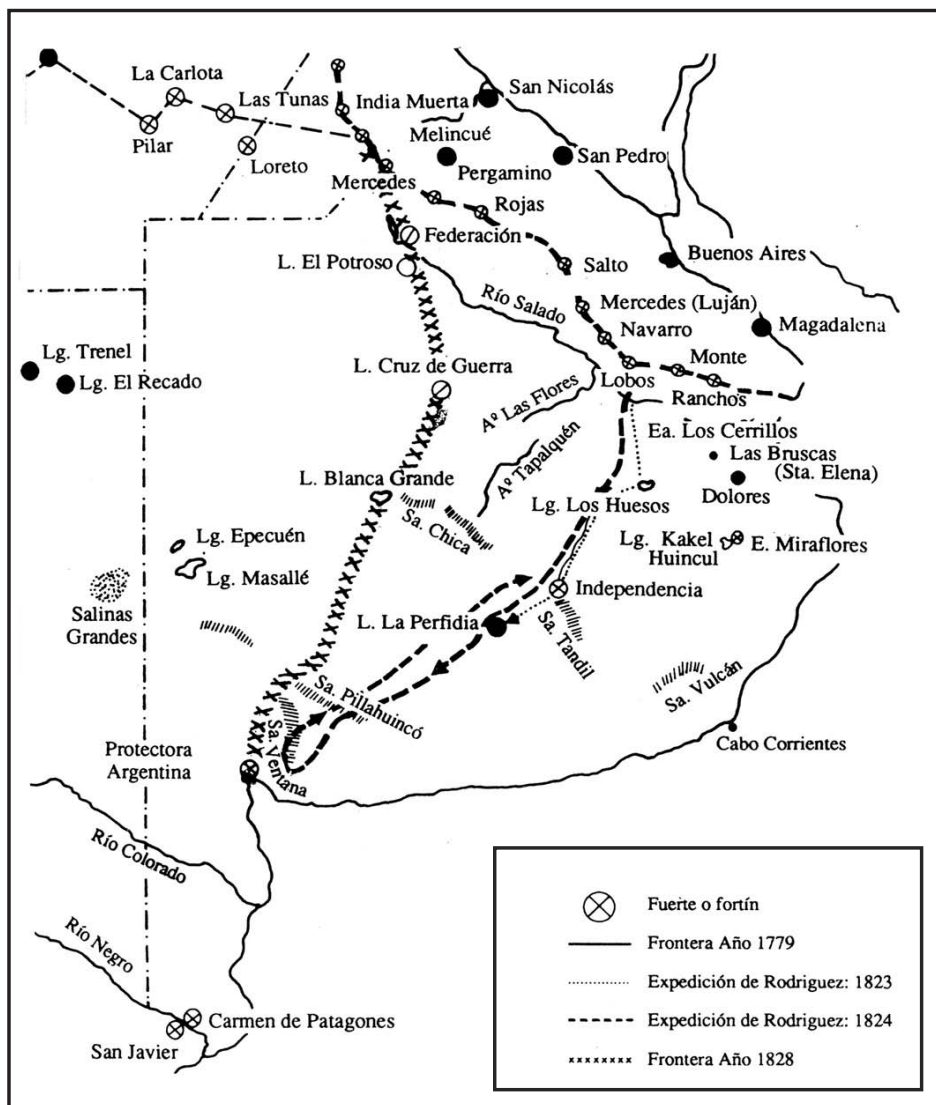 La Carlota
San Nicolás
Las Tunas
India Muerta
Melincué
Pilar
San Pedro
Loreto
Pergamino
Mercedes
Rojas
Federación
Buenos Aires
L. El Potroso
Salto
Río Salado
Mercedes (Luján)
Magadalena
Navarro
Lg. Trenel
Monte
L. Cruz de Guerra
Lg. El Recado
Lobos
Ranchos
Aº Las Flores
Ea. Los Cerrillos
Las Bruscas
(Sta. Elena)
Aº Tapalquén
L. Blanca Grande
Dolores
Lg. Los Huesos
Sa. Chica
Lg. Epecuén
Lg. Kakel
Huincul
E. Miraflores
Lg. Masallé
Independencia
Salinas
Grandes
L. La Perfidia
Sa. Tandil
Sa. Vulcán
Sa. Pillahuincó
Sa. Ventana
Cabo Corrientes
Protectora
Argentina
Río Colorado
Río Negro
Carmen de Patagones
San Javier
Fuerte o fortín
Frontera Año 1779
Expedición de Rodriguez: 1823
Expedición de Rodriguez: 1824
Frontera Año 1828